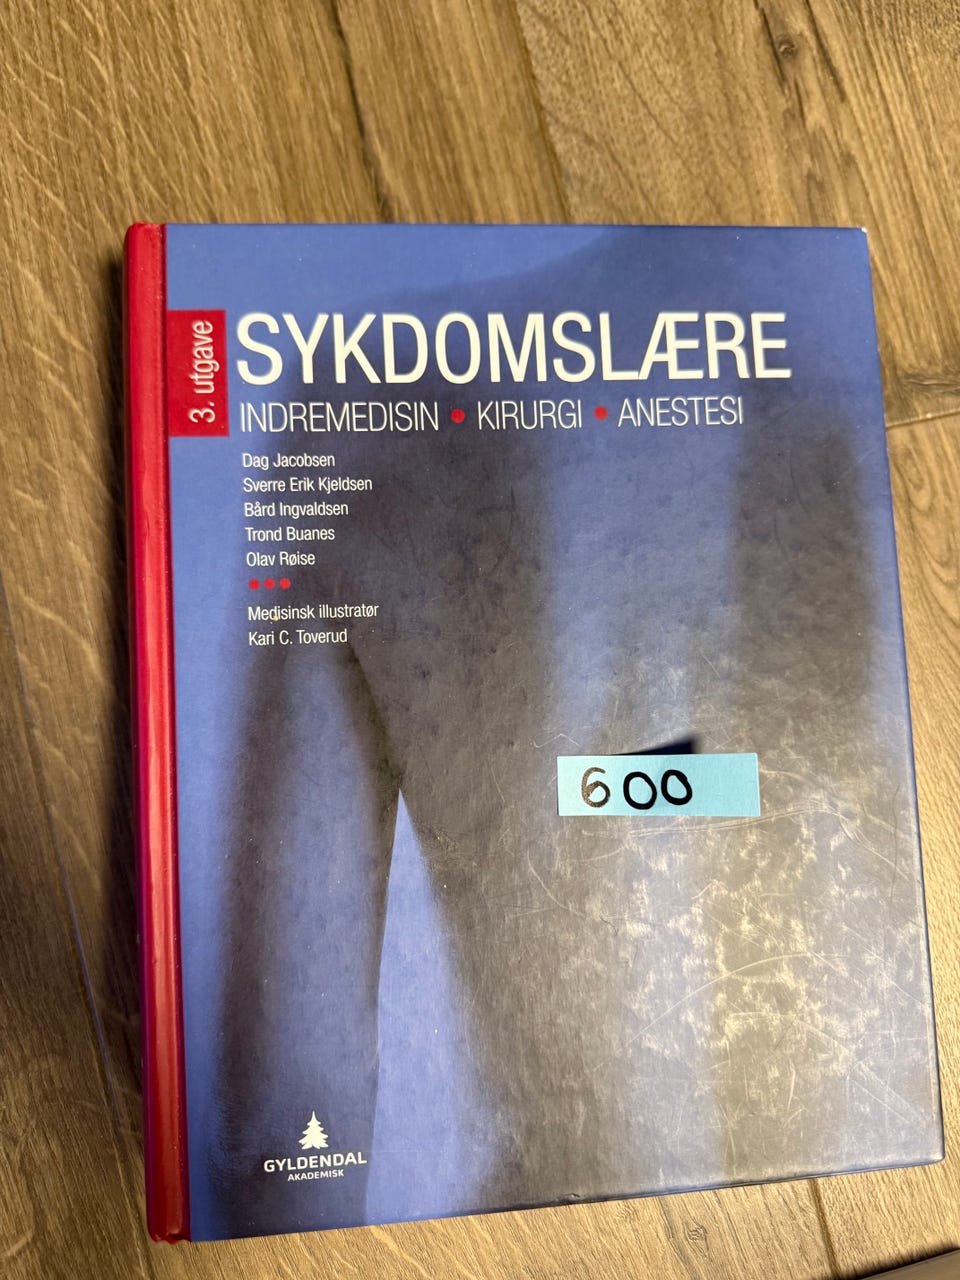 3. utgave
SYKDOMSLÆRE
INDREMEDISIN • KIRURGI • ANESTESI
Dag Jacobsen
Sverre Erik Kjeldsen
Bård Ingvaldsen
Trond Buanes
Olav Røise
•••
Medisinsk illustratør
Kari C. Toverud
600
GYLDENDAL
AKADEMISK